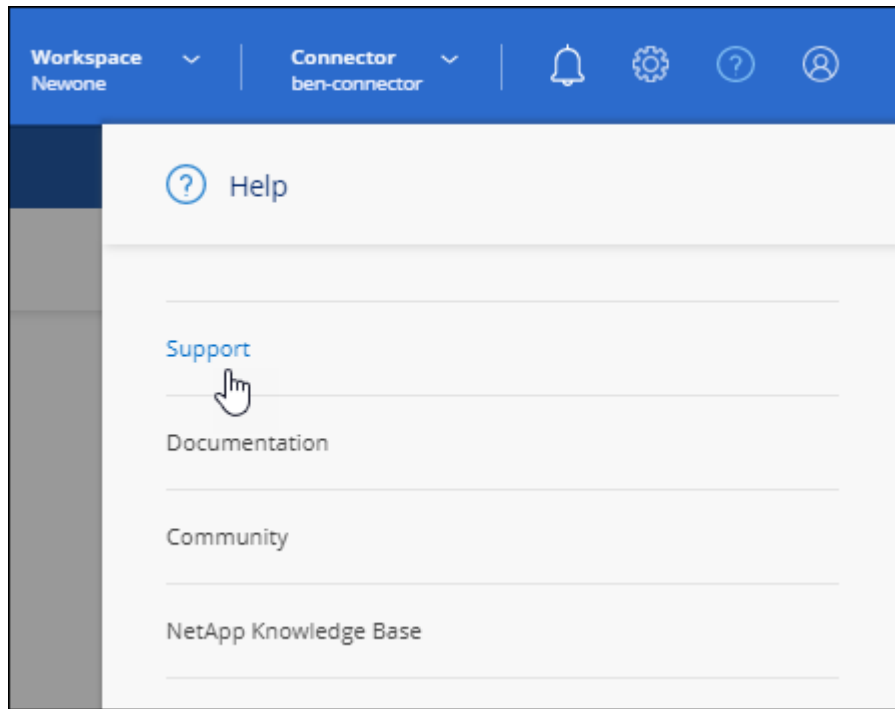 Workspace
Newone
Connector
ben-connector
Help
Support
Documentation
Community
NetApp Knowledge Base